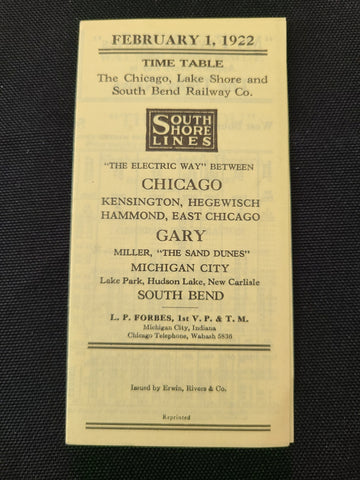 FEBRUARY 1, 1922
TIME TABLE
The Chicago, Lake Shore and
South Bend Railway Co.
SOUTH
SHORE
LINES
"THE ELECTRIC WAY" BETWEEN
CHICAGO
KENSINGTON, HEGEWISCH
HAMMOND, EAST CHICAGO
GARY
MILLER, "THE SAND DUNES"
MICHIGAN CITY
Lake Park, Hudson Lake, New Carlisle
SOUTH BEND
L. P. FORBES, 1st V. P. & T. M.
Michigan City, Indiana
Chicago Telephone, Wabash 5836
Issued by Erwin, Rivers & Co.
Reprinted